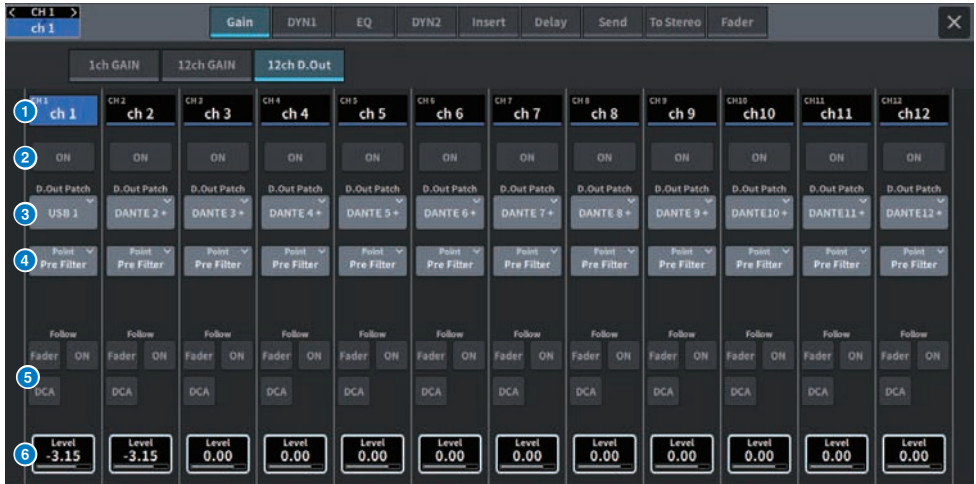 < CH 1 >
ch 1
Gain DYN1 EQ DYN2 Insert Delay Send To Stereo Fader
1ch GAIN 12ch GAIN 12ch D.Out
1
CH 1 CH 2 CH 3 CH 4 CH 5 CH 6 CH 7 CH 8 CH 9 CH10 CH11 CH12
ch 1 ch 2 ch 3 ch 4 ch 5 ch 6 ch 7 ch 8 ch 9 ch10 ch11 ch12
2 ON ON ON ON ON ON ON ON ON ON ON ON
D.Out Patch D.Out Patch D.Out Patch D.Out Patch D.Out Patch D.Out Patch D.Out Patch D.Out Patch D.Out Patch D.Out Patch D.Out Patch D.Out Patch
3 USB 1 DANTE 2 + DANTE 3 + DANTE 4 + DANTE 5 + DANTE 6 + DANTE 7 + DANTE 8 + DANTE 9 + DANTE10 + DANTE11 + DANTE12 +
Point Point Point Point Point Point Point Point Point Point Point Point
4 Pre Filter Pre Filter Pre Filter Pre Filter Pre Filter Pre Filter Pre Filter Pre Filter Pre Filter Pre Filter Pre Filter Pre Filter
Follow Follow Follow Follow Follow Follow Follow Follow Follow Follow Follow Follow
Fader ON Fader ON Fader ON Fader ON Fader ON Fader ON Fader ON Fader ON Fader ON Fader ON Fader ON Fader ON
5
DCA DCA DCA DCA DCA DCA DCA DCA DCA DCA DCA DCA
Level Level Level Level Level Level Level Level Level Level Level Level
6 -3.15 -3.15 0.00 0.00 0.00 0.00 0.00 0.00 0.00 0.00 0.00 0.00